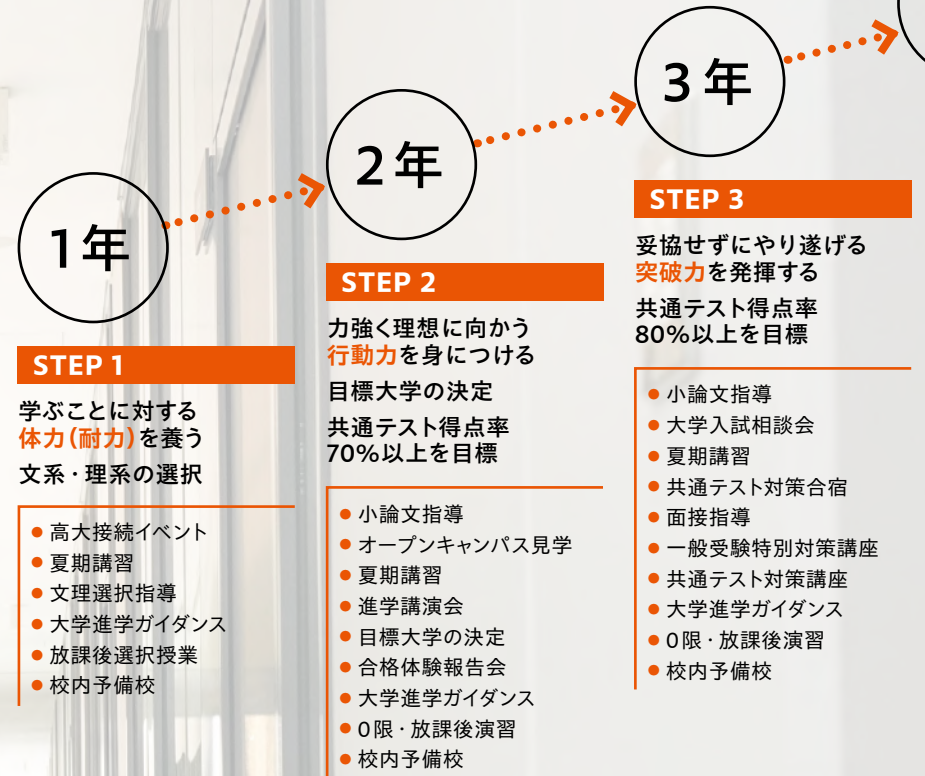 1年
STEP 1
学ぶことに対する
体力(耐力)を養う
文系・理系の選択
● 高大接続イベント
● 夏期講習
● 文理選択指導
● 大学進学ガイダンス
● 放課後選択授業
● 校内予備校
2年
STEP 2
力強く理想に向かう
行動力を身につける
目標大学の決定
共通テスト得点率
70%以上を目標
● 小論文指導
● オープンキャンパス見学
● 夏期講習
● 進学講演会
● 目標大学の決定
● 合格体験報告会
● 大学進学ガイダンス
● 0限・放課後演習
● 校内予備校
3年
STEP 3
妥協せずにやり遂げる
突破力を発揮する
共通テスト得点率
80%以上を目標
● 小論文指導
● 大学入試相談会
● 夏期講習
● 共通テスト対策合宿
● 面接指導
● 一般受験特別対策講座
● 共通テスト対策講座
● 大学進学ガイダンス
● 0限・放課後演習
● 校内予備校